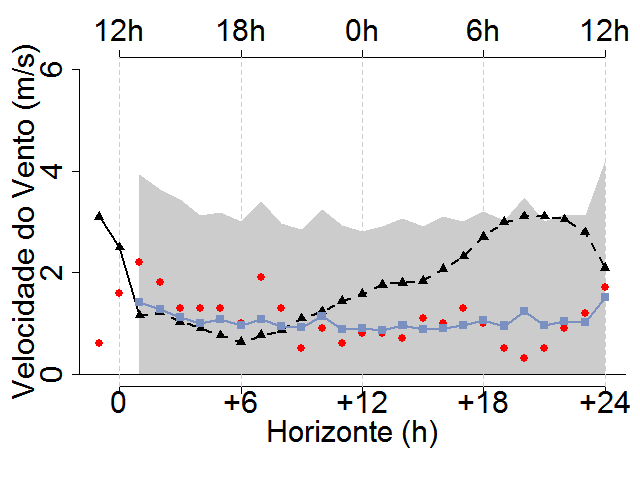 12h 18h 0h 6h 12h
Velocidade do Vento (m/s)
6
4
2
0
0 +6 +12 +18 +24
Horizonte (h)